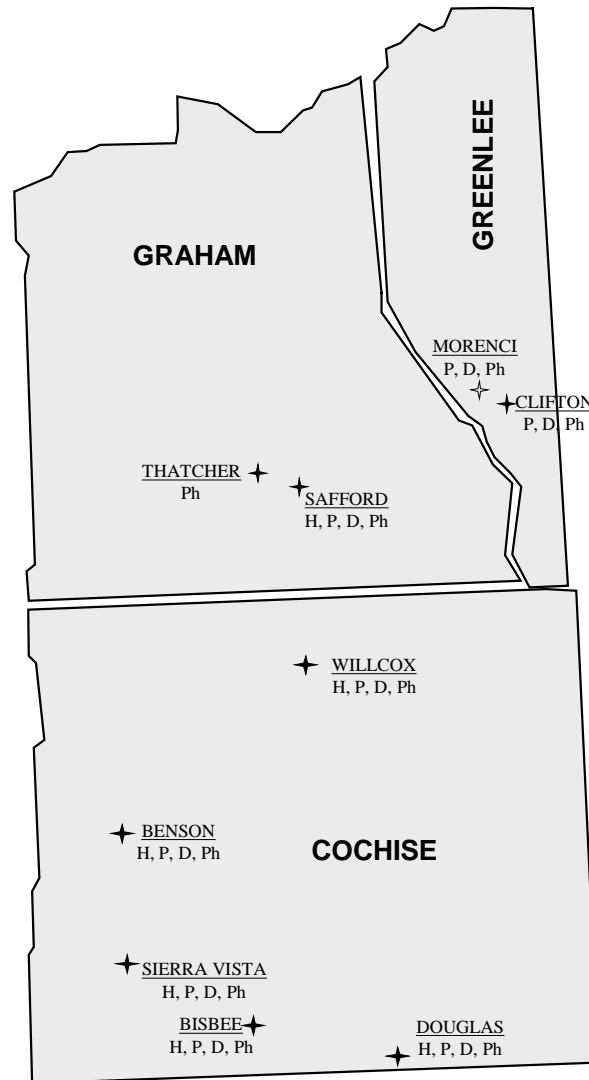 GREENLEE
GRAHAM
MORENCI
P, D, Ph
CLIFTON
P, D, Ph
THATCHER
Ph
SAFFORD
H, P, D, Ph
WILLCOX
H, P, D, Ph
BENSON
H, P, D, Ph
COCHISE
SIERRA VISTA
H, P, D, Ph
BISBEE
H, P, D, Ph
DOUGLAS
H, P, D, Ph